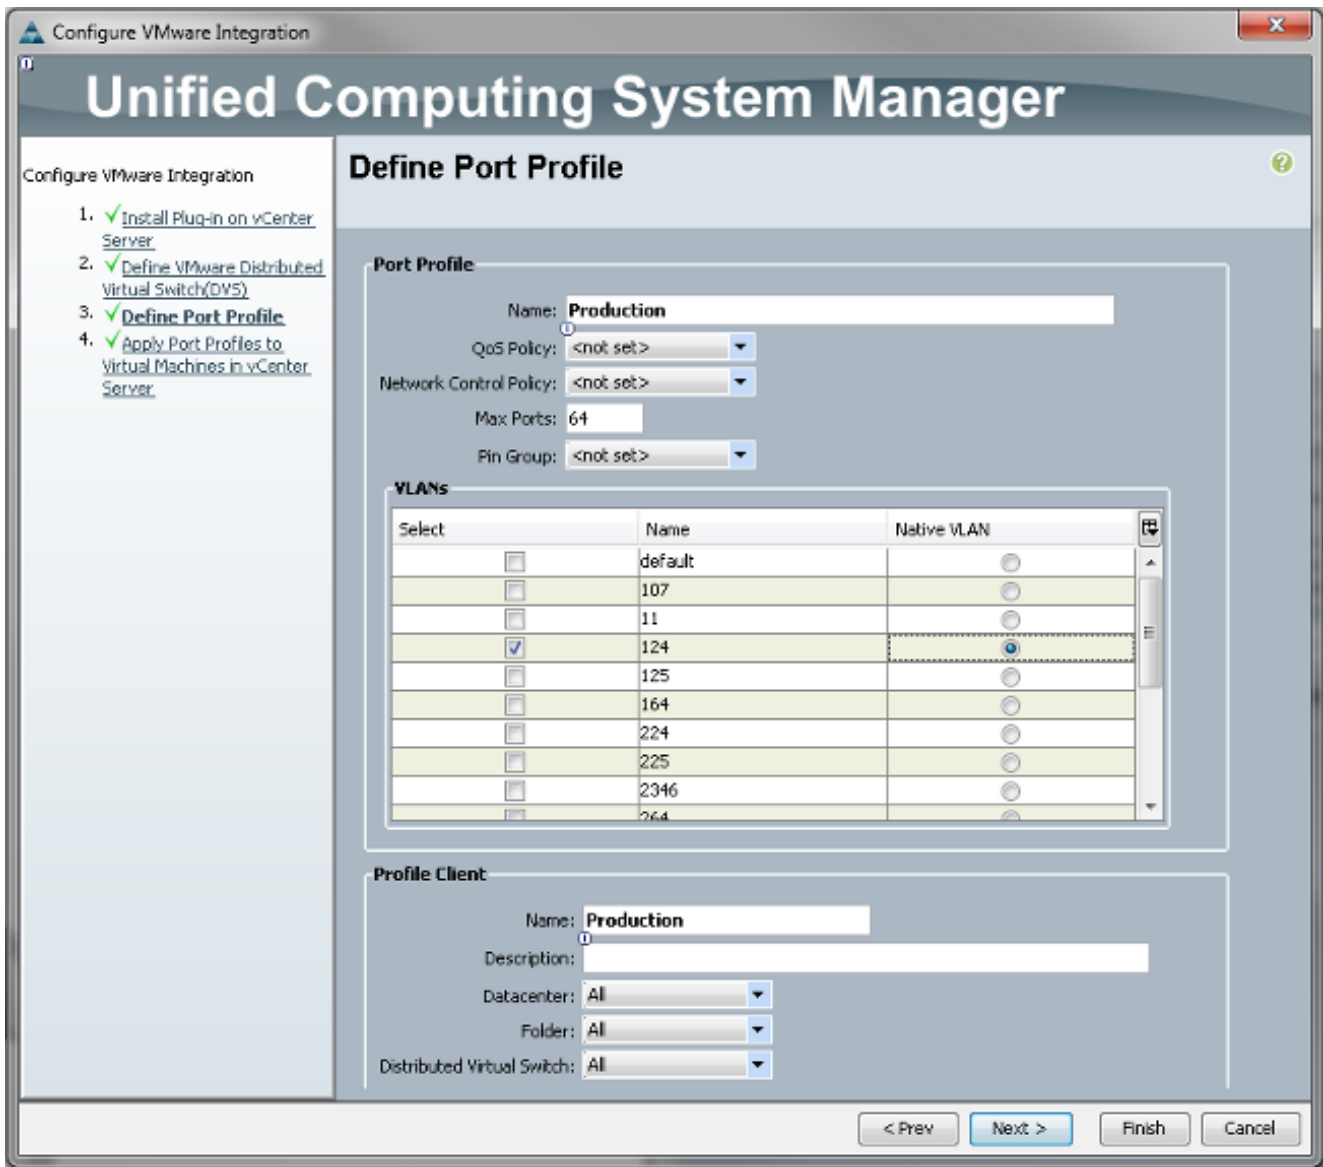 Configure VMware Integration
Unified Computing System Manager
Configure VMware Integration
1. Install Plug-in on vCenter
Server
2. Define VMware Distributed
Virtual Switch(DVS)
3. Define Port Profile
4. Apply Port Profiles to
Virtual Machines in vCenter
Server
Define Port Profile
Port Profile
Name: Production
QoS Policy: <not set>
Network Control Policy: <not set>
Max Ports: 64
Pin Group: <not set>
VLANs
Select Name Native VLAN
default
107
11
124
125
164
224
225
2346
264
Profile Client
Name: Production
Description:
Datacenter: All
Folder: All
Distributed Virtual Switch: All
< Prev Next > Finish Cancel